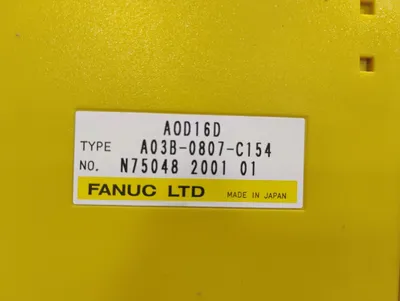 AOD16D
TYPE A03B-0807-C154
NO. N75048 2001 01
FANUC LTD MADE IN JAPAN